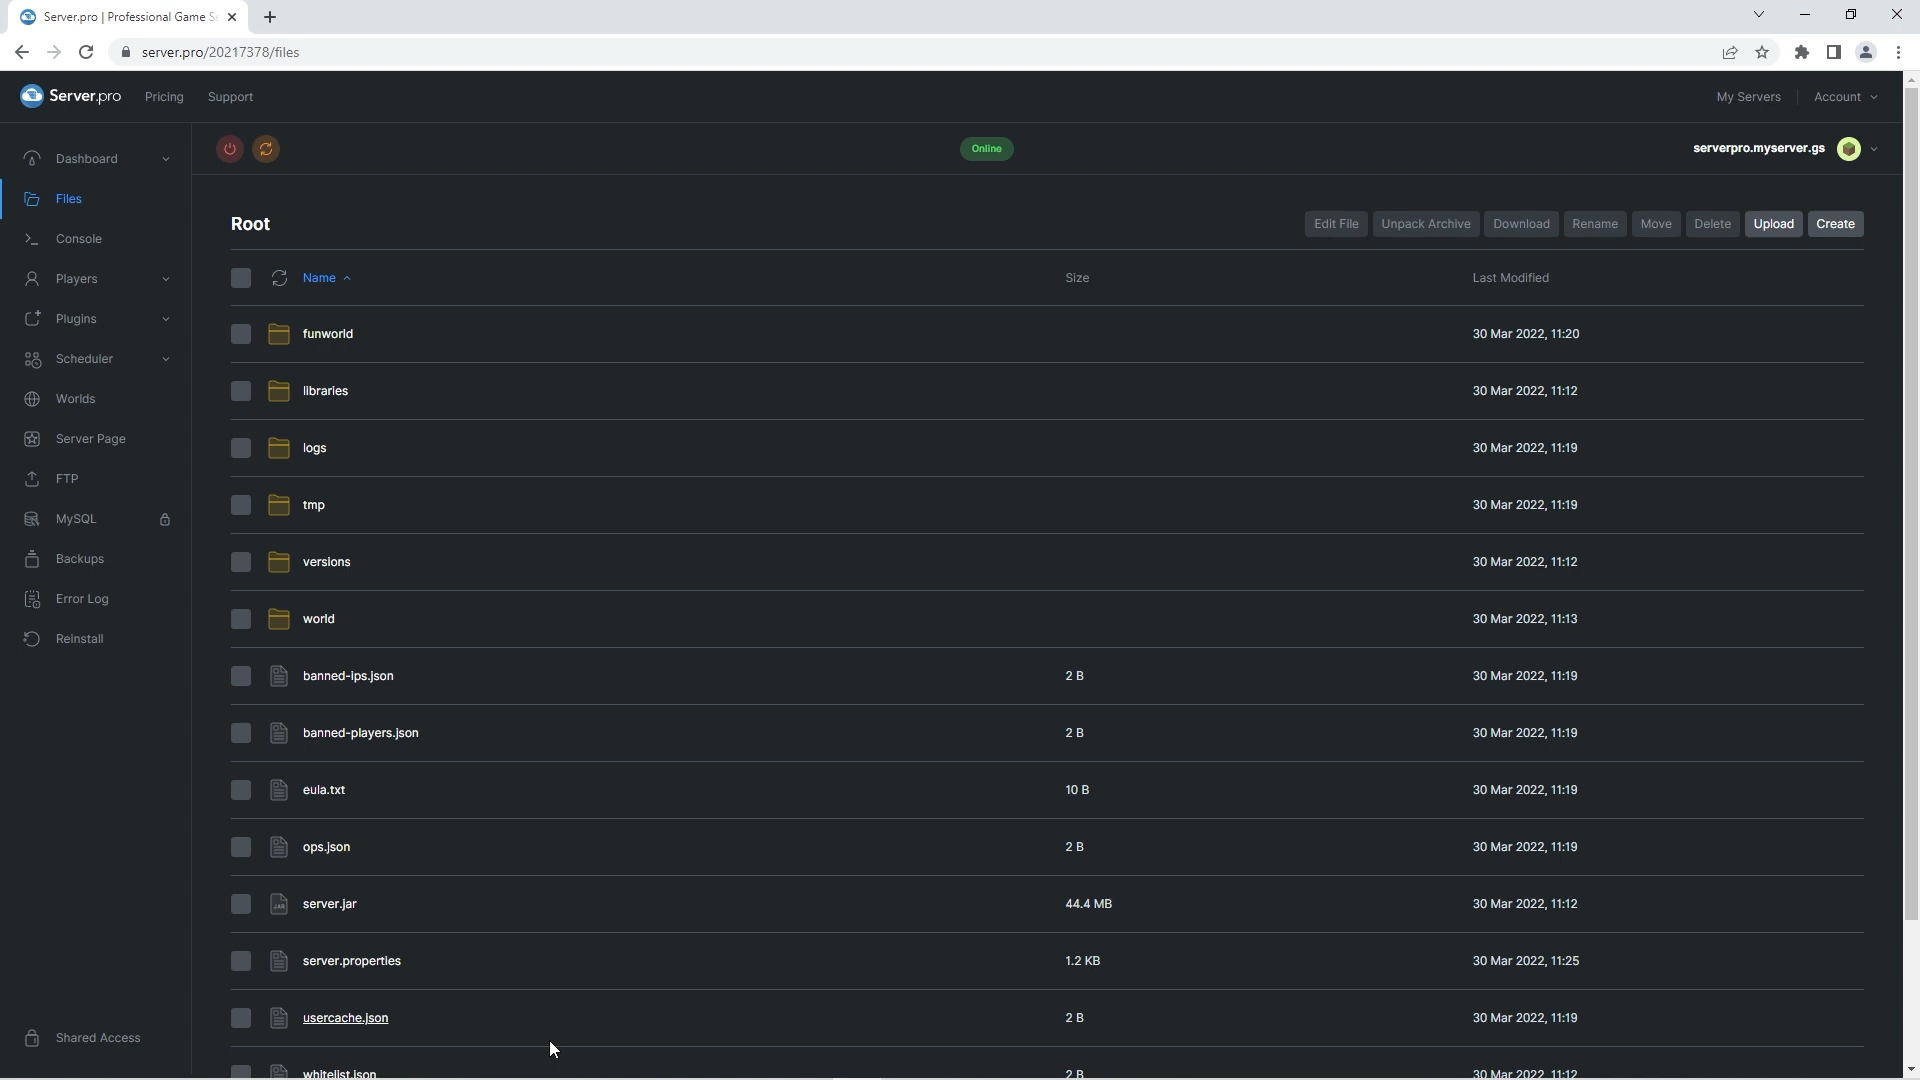 Server.pro | Professional Game S
server.pro/20217378/files
Server.pro Pricing Support My Servers Account
Dashboard
Files
Console
Players
Plugins
Scheduler
Worlds
Server Page
FTP
MySQL
Backups
Error Log
Reinstall
Shared Access
Online
serverpro.myserver.gs
Root
Edit File Unpack Archive Download Rename Move Delete Upload Create
Name Size Last Modified
funworld 30 Mar 2022, 11:20
libraries 30 Mar 2022, 11:12
logs 30 Mar 2022, 11:19
tmp 30 Mar 2022, 11:19
versions 30 Mar 2022, 11:12
world 30 Mar 2022, 11:13
banned-ips.json 2 B 30 Mar 2022, 11:19
banned-players.json 2 B 30 Mar 2022, 11:19
eula.txt 10 B 30 Mar 2022, 11:19
ops.json 2 B 30 Mar 2022, 11:19
JAR server.jar 44.4 MB 30 Mar 2022, 11:12
server.properties 1.2 KB 30 Mar 2022, 11:25
usercache.json 2 B 30 Mar 2022, 11:19
whitelist.json 2 B 30 Mar 2022, 11:12